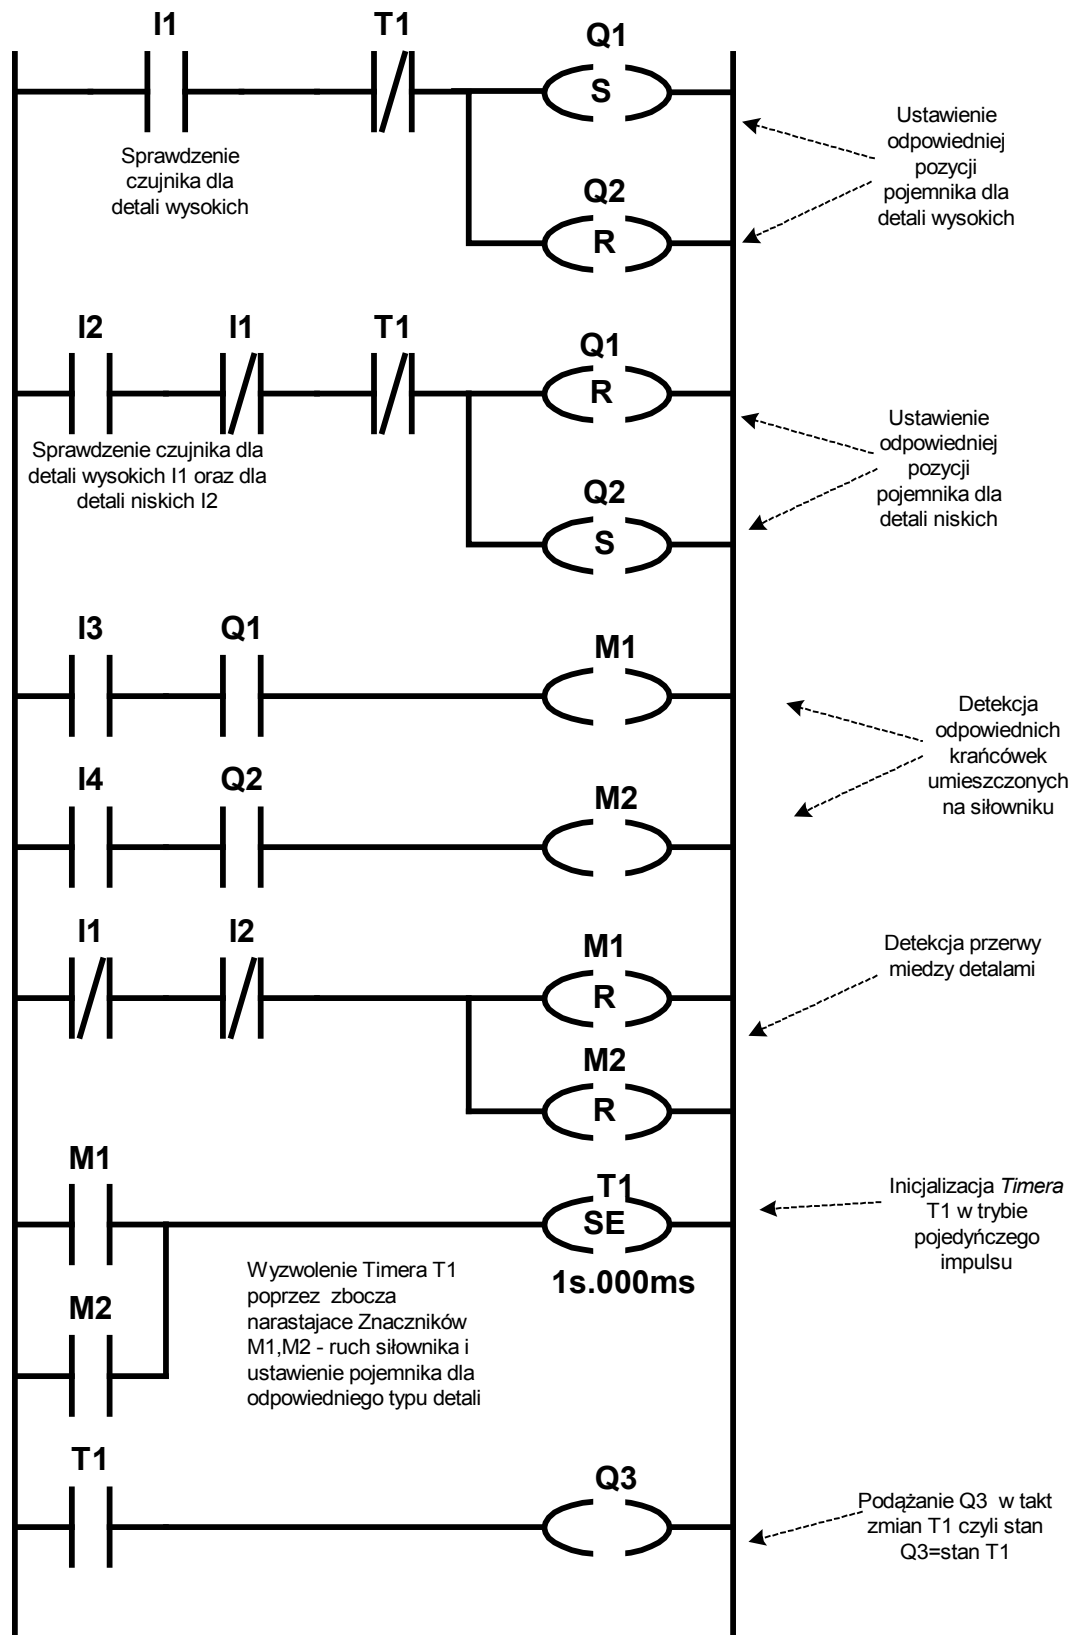 I1
T1
Q1
S
Sprawdzenie
czujnika dla
detali wysokich
Ustawienie
odpowiedniej
pozycji
pojemnika dla
detali wysokich
Q2
R
I2
I1
T1
Q1
R
Sprawdzenie czujnika dla
detali wysokich I1 oraz dla
detali niskich I2
Ustawienie
odpowiedniej
pozycji
pojemnika dla
detali niskich
Q2
S
I3
Q1
M1
Detekcja
odpowiednich
krańcówek
umieszczonych
na siłowniku
I4
Q2
M2
I1
I2
M1
R
Detekcja przerwy
miedzy detalami
M2
R
M1
T1
SE
1s.000ms
Inicjalizacja Timera
T1 w trybie
pojedyńczego
impulsu
M2
Wyzwolenie Timera T1
poprzez zbocza
narastajace Znaczników
M1,M2 - ruch siłownika i
ustawienie pojemnika dla
odpowiedniego typu detali
T1
Q3
Podążanie Q3 w takt
zmian T1 czyli stan
Q3=stan T1